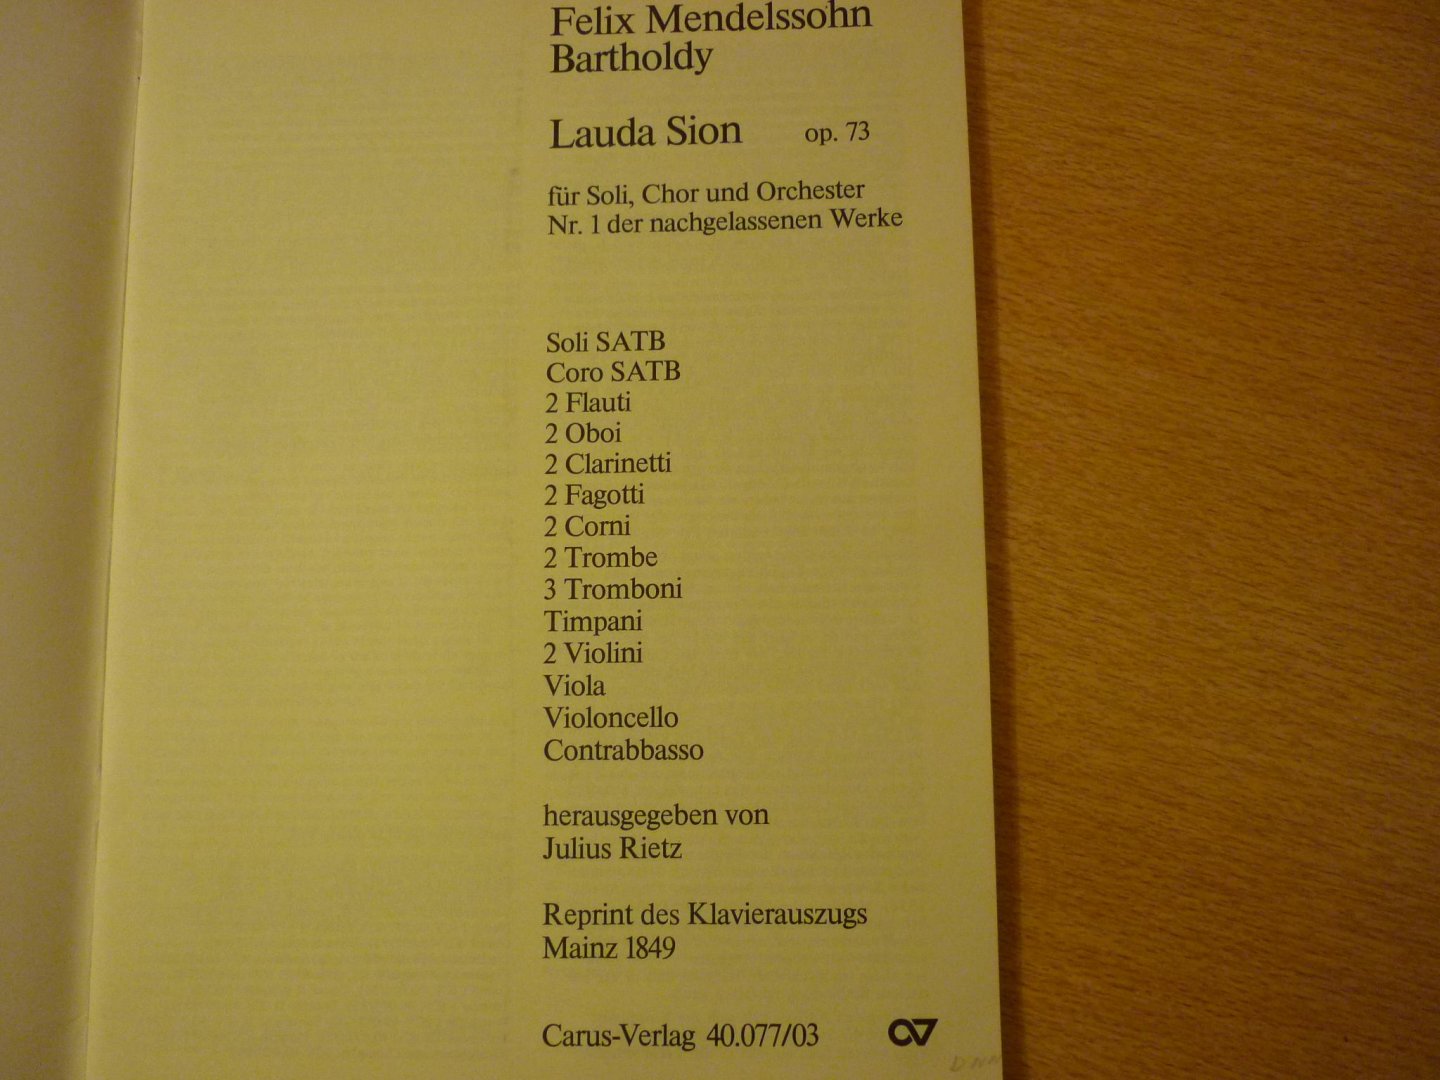 Felix Mendelssohn
Bartholdy
Lauda Sion op. 73
für Soli, Chor und Orchester
Nr. 1 der nachgelassenen Werke
Soli SATB
Coro SATB
2 Flauti
2 Oboi
2 Clarinetti
2 Fagotti
2 Corni
2 Trombe
3 Tromboni
Timpani
2 Violini
Viola
Violoncello
Contrabbasso
herausgegeben von
Julius Rietz
Reprint des Klavierauszugs
Mainz 1849
Carus-Verlag 40.077/03